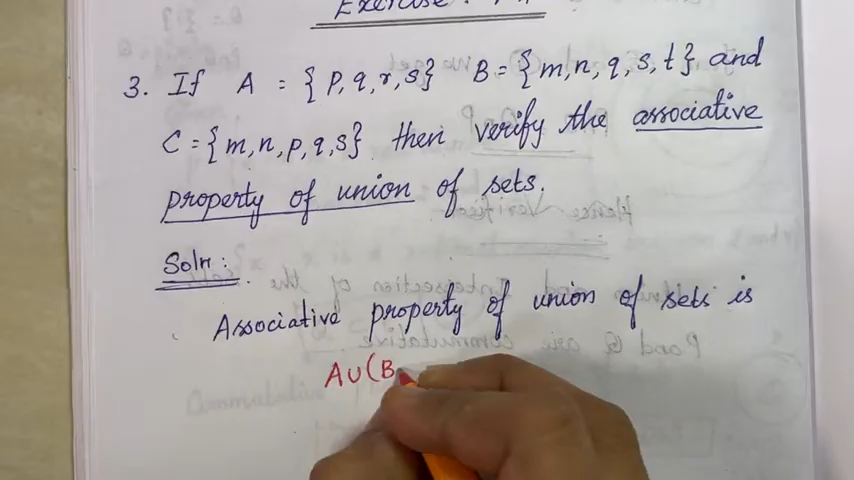 Exercise
3. If A = {p, q, r, s} B = {m, n, q, s, t} and
C = {m, n, p, q, s} then verify the associative
property of union of sets.
Soln:
Associative property of union of sets is
A∪(B